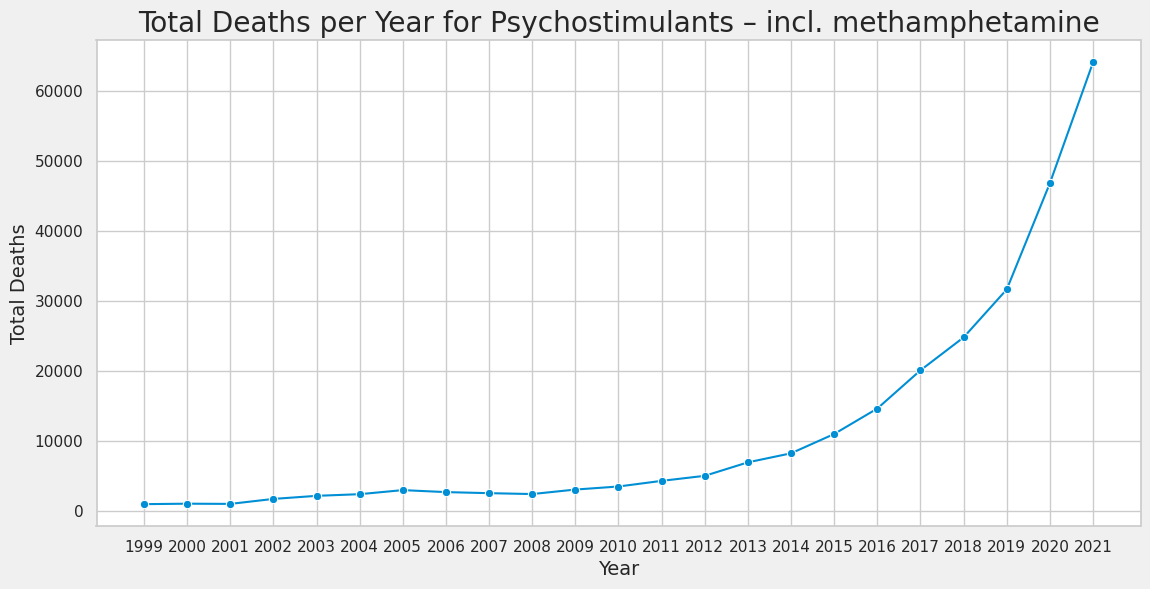 Total Deaths per Year for Psychostimulants – incl. methamphetamine
60000
50000
40000
30000
20000
10000
0
Total Deaths
1999 2000 2001 2002 2003 2004 2005 2006 2007 2008 2009 2010 2011 2012 2013 2014 2015 2016 2017 2018 2019 2020 2021
Year